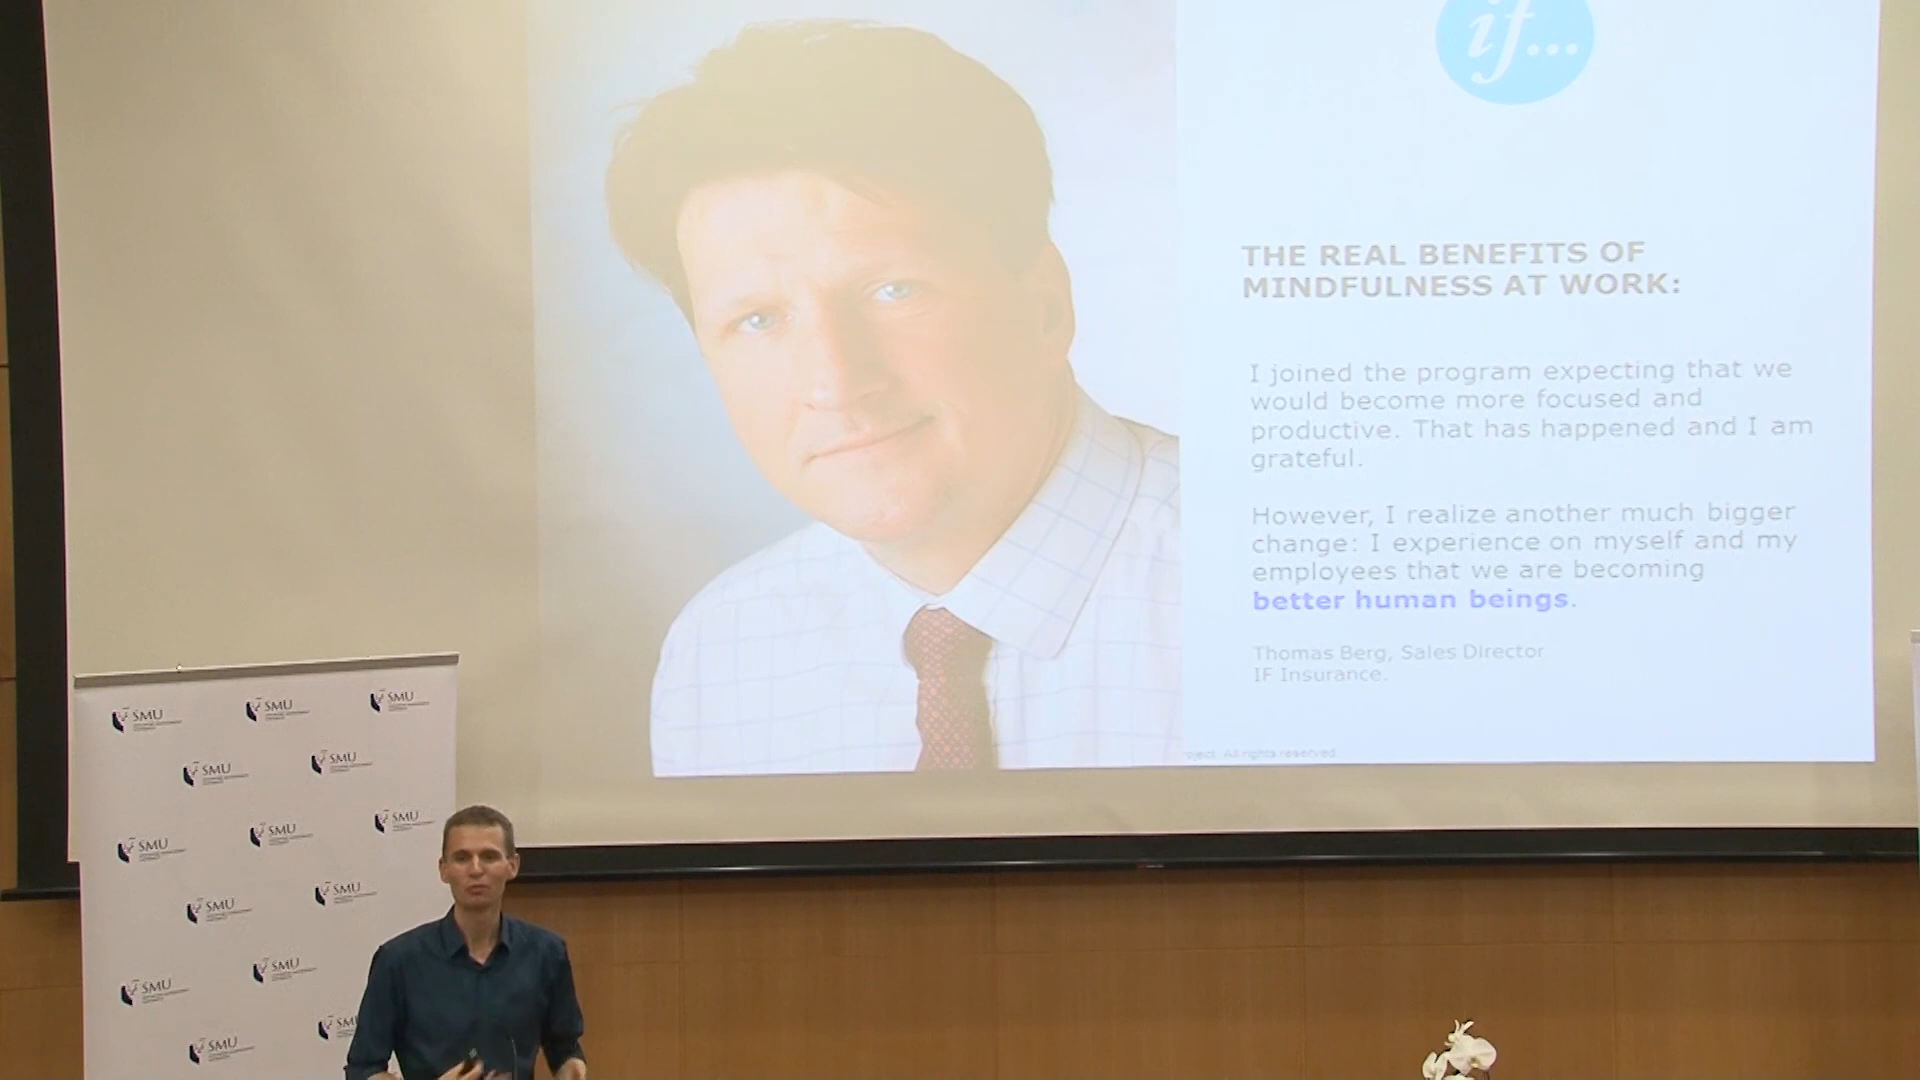 if...
THE REAL BENEFITS OF
MINDFULNESS AT WORK:
I joined the program expecting that we
would become more focused and
productive. That has happened and I am
grateful.
However, I realize another much bigger
change: I experience on myself and my
employees that we are becoming
better human beings.
Thomas Berg, Sales Director
IF Insurance.
All rights reserved
SMU
SMU
SMU
SMU
SMU
SMU
SMU
SMU
SMU
SMU
SMU
SMU
SMU
SMU